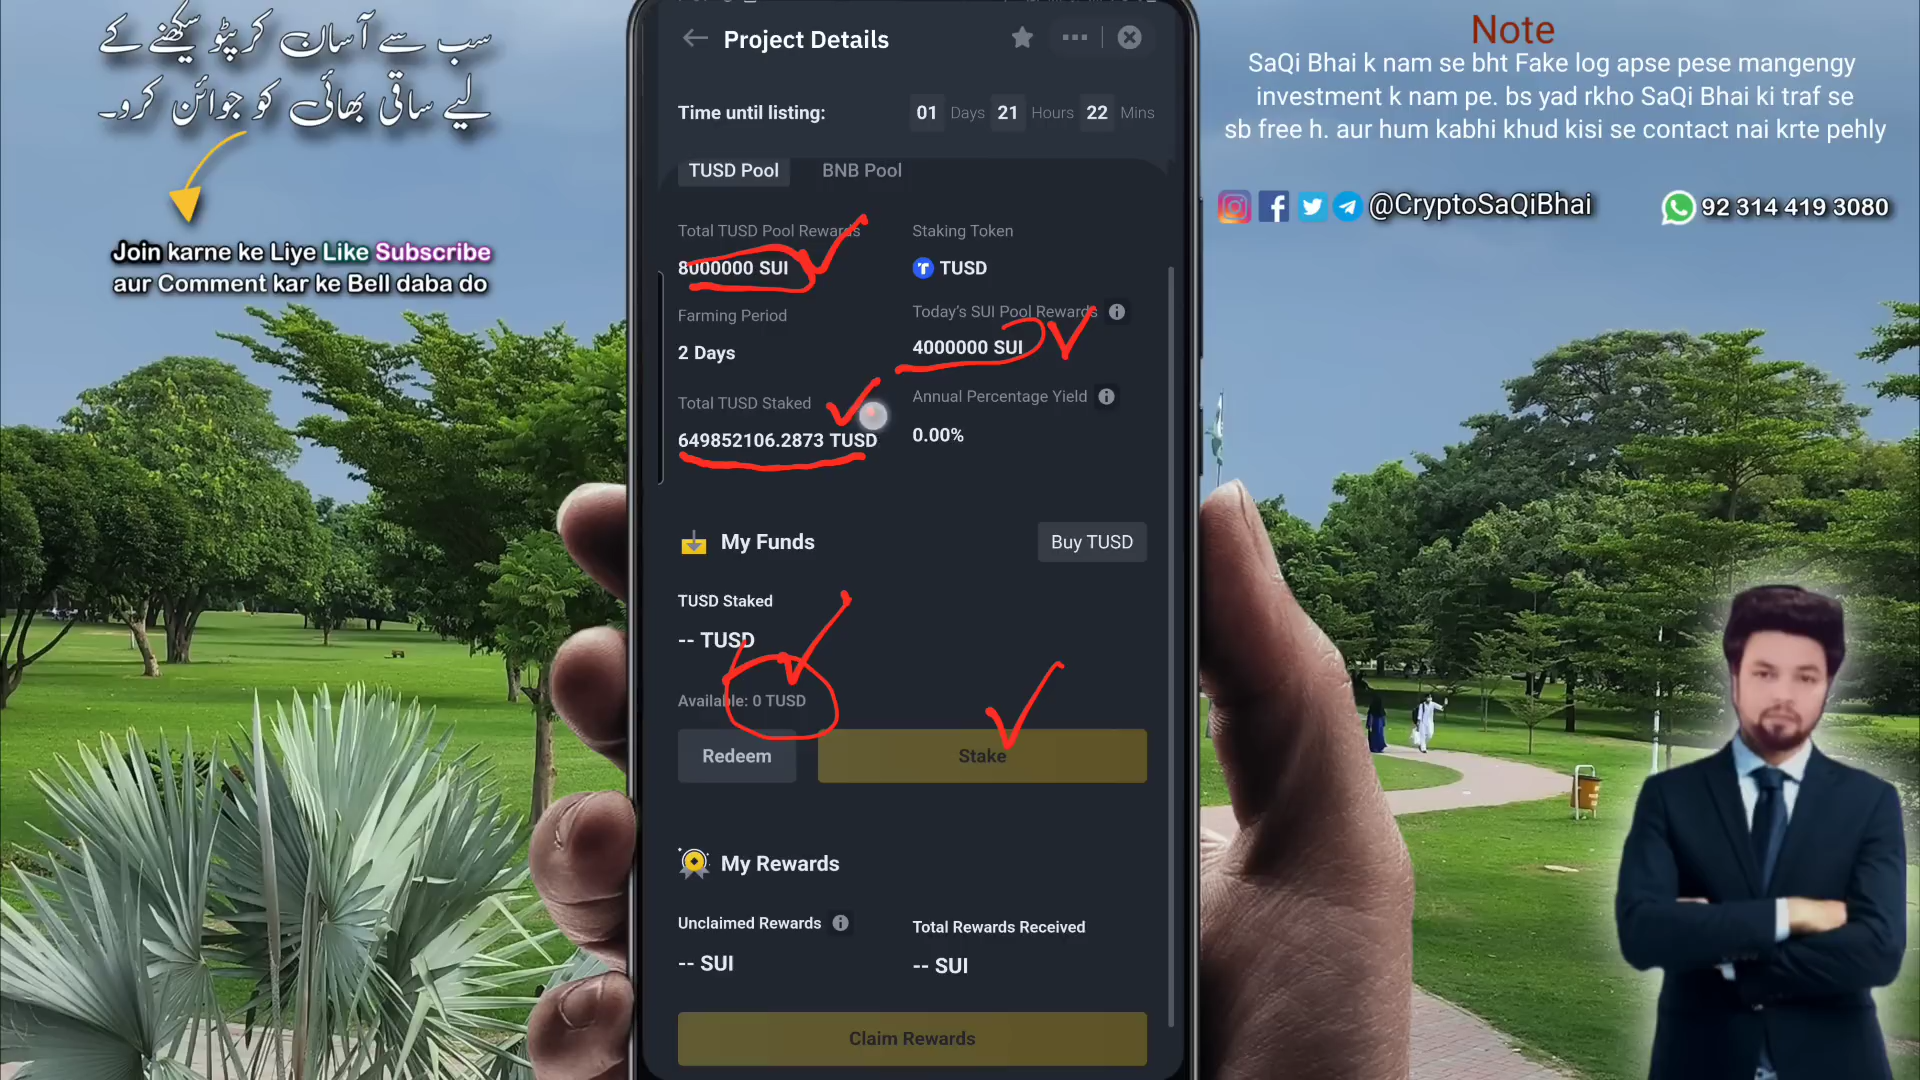 سب سے آسان کرپٹو سیکھنے کے
لیے ساقی بھائی کو جوائن کرو۔
Join karne ke Liye Like Subscribe
aur Comment kar ke Bell daba do
Project Details
Time until listing: 01 Days 21 Hours 22 Mins
TUSD Pool BNB Pool
Total TUSD Pool Rewards Staking Token
8000000 SUI TUSD
Farming Period Today's SUI Pool Rewards
2 Days 4000000 SUI
Total TUSD Staked Annual Percentage Yield
649852106.2873 TUSD 0.00%
My Funds Buy TUSD
TUSD Staked
-- TUSD
Available: 0 TUSD
Redeem Stake
My Rewards
Unclaimed Rewards Total Rewards Received
-- SUI -- SUI
Claim Rewards
Note
SaQi Bhai k nam se bht Fake log apse pese mangengy
investment k nam pe. bs yad rkho SaQi Bhai ki traf se
sb free h. aur hum kabhi khud kisi se contact nai krte pehly
@CryptoSaQiBhai 92 314 419 3080